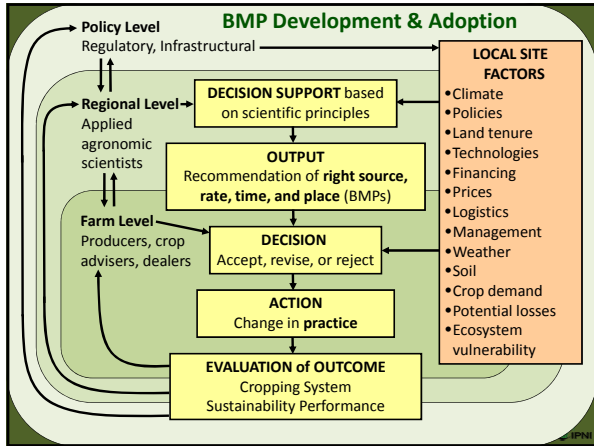 BMP Development & Adoption
Policy Level
Regulatory, Infrastructural
Regional Level
Applied
agronomic
scientists
Farm Level
Producers, crop
advisers, dealers
DECISION SUPPORT based
on scientific principles
OUTPUT
Recommendation of right source,
rate, time, and place (BMPs)
DECISION
Accept, revise, or reject
ACTION
Change in practice
EVALUATION of OUTCOME
Cropping System
Sustainability Performance
LOCAL SITE
FACTORS
•Climate
•Policies
•Land tenure
•Technologies
•Financing
•Prices
•Logistics
•Management
•Weather
•Soil
•Crop demand
•Potential losses
•Ecosystem
vulnerability
IPNI